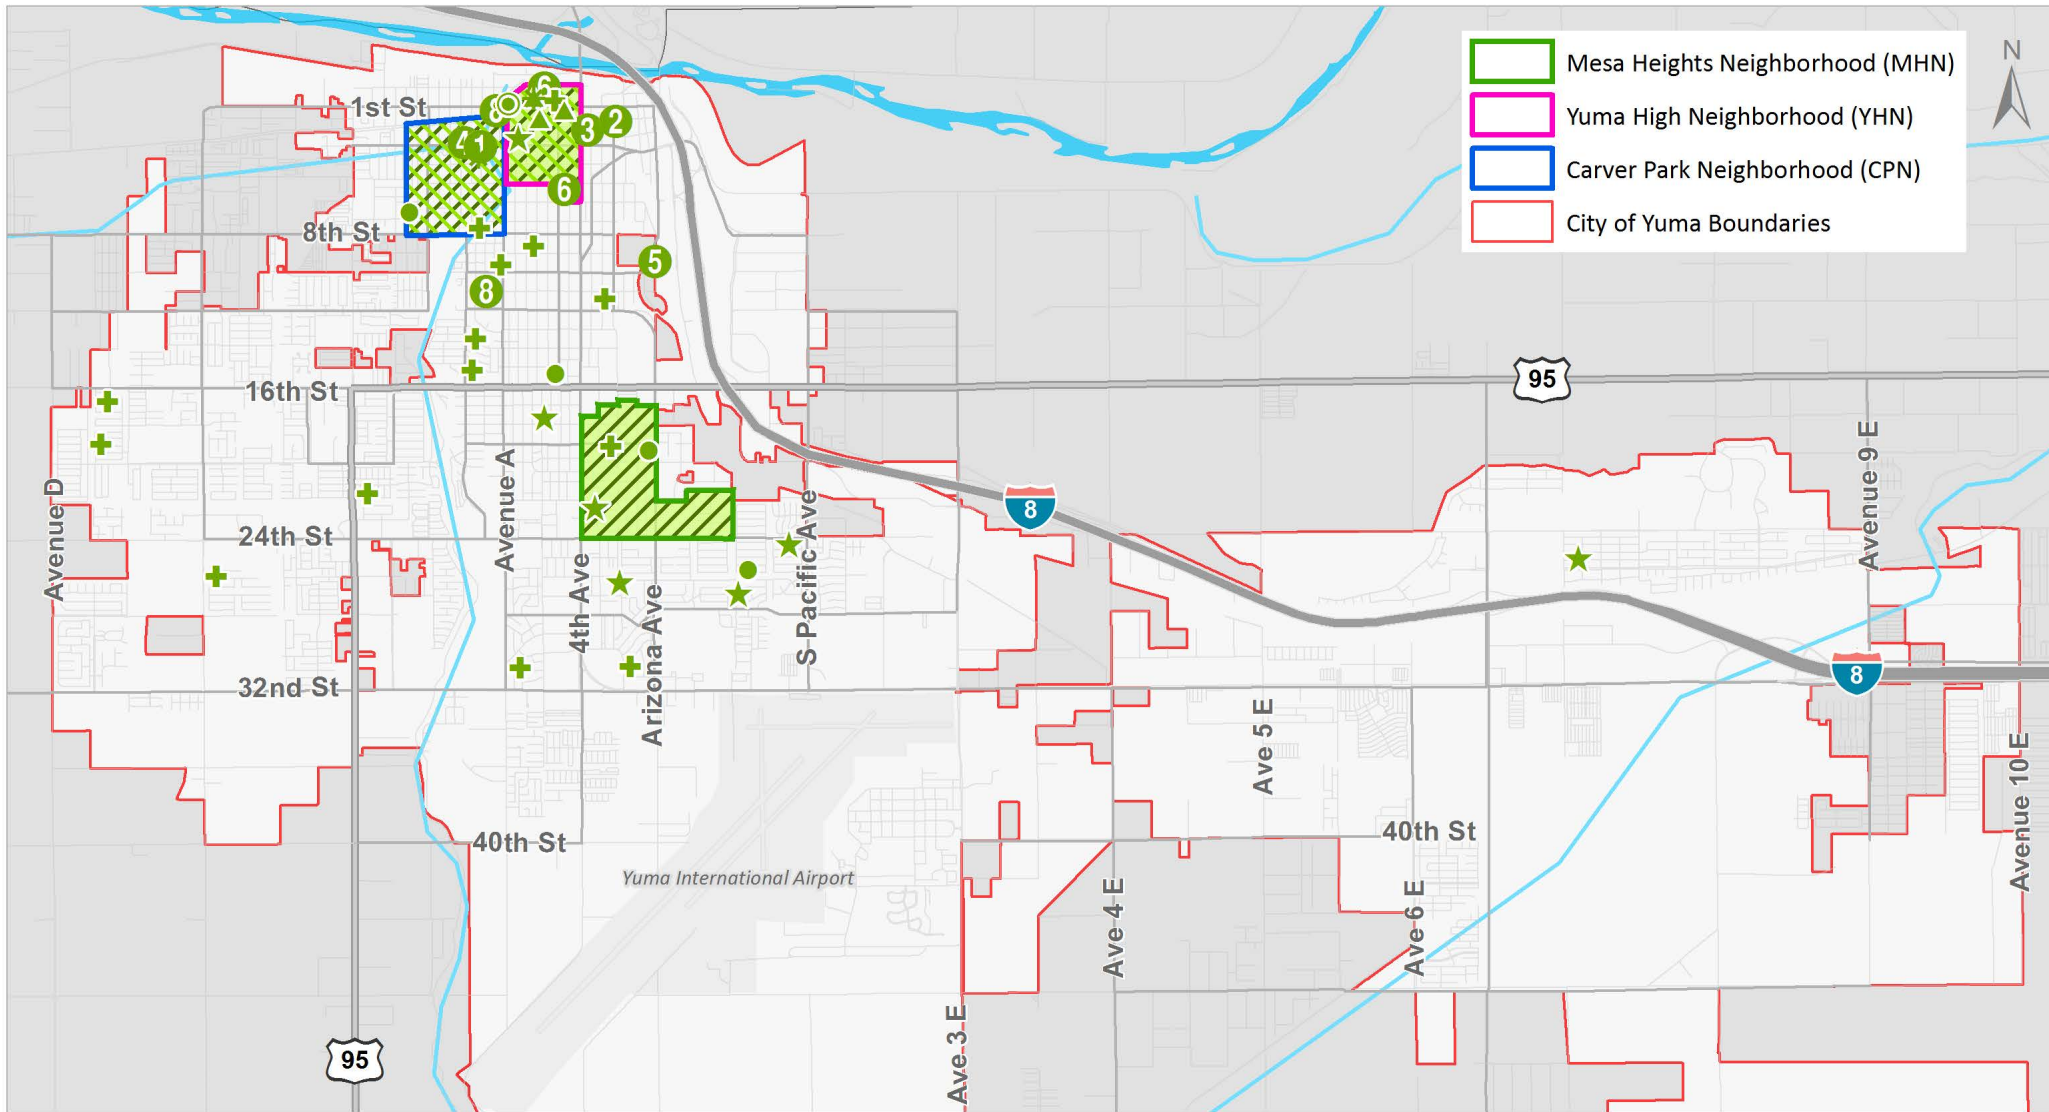 N
Mesa Heights Neighborhood (MHN)
Yuma High Neighborhood (YHN)
Carver Park Neighborhood (CPN)
City of Yuma Boundaries
1st St
6
8
4
1
3
2
6
8th St
5
8
16th St
95
Avenue D
Avenue A
24th St
4th Ave
Arizona Ave
S Pacific Ave
8
Avenue 9 E
32nd St
8
Ave 5 E
Avenue 10 E
40th St
40th St
Yuma International Airport
Ave 4 E
Ave 6 E
Ave 3 E
95